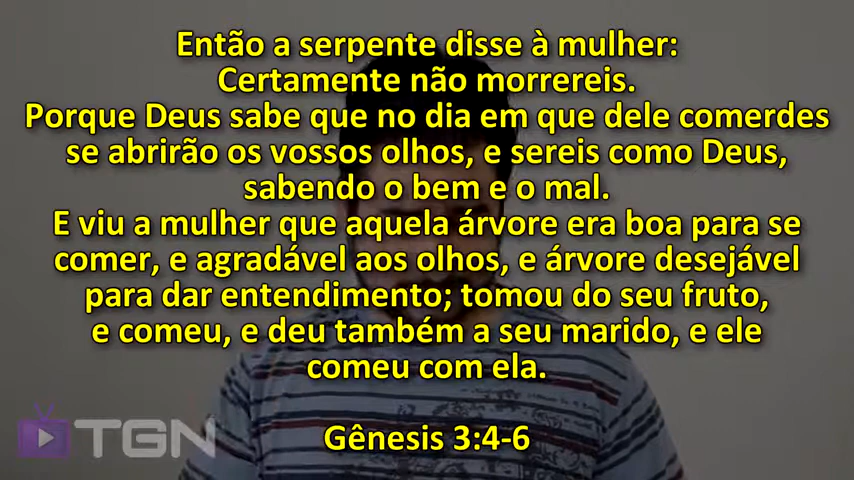 Então a serpente disse à mulher:
Certamente não morrereis.
Porque Deus sabe que no dia em que dele comerdes
se abrirão os vossos olhos, e sereis como Deus,
sabendo o bem e o mal.
E viu a mulher que aquela árvore era boa para se
comer, e agradável aos olhos, e árvore desejável
para dar entendimento; tomou do seu fruto,
e comeu, e deu também a seu marido, e ele
comeu com ela.
Gênesis 3:4-6
TGN